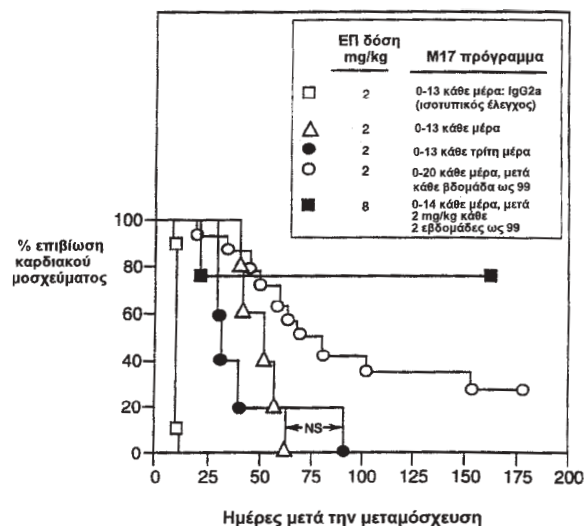 ΕΠ δόση
mg/kg
M17 πρόγραμμα
2
0-13 κάθε μέρα: IgG2a
(ισοτυπικός έλεγχος)
2
0-13 κάθε μέρα
2
0-13 κάθε τρίτη μέρα
2
0-20 κάθε μέρα, μετά
κάθε βδομάδα ως 99
8
0-14 κάθε μέρα, μετά
2 mg/kg κάθε
2 εβδομάδες ως 99
% επιβίωση
καρδιακού
μοσχεύματος
100
80
60
40
20
0
NS
0
25
50
75
100
125
150
175
200
Ημέρες μετά την μεταμόσχευση